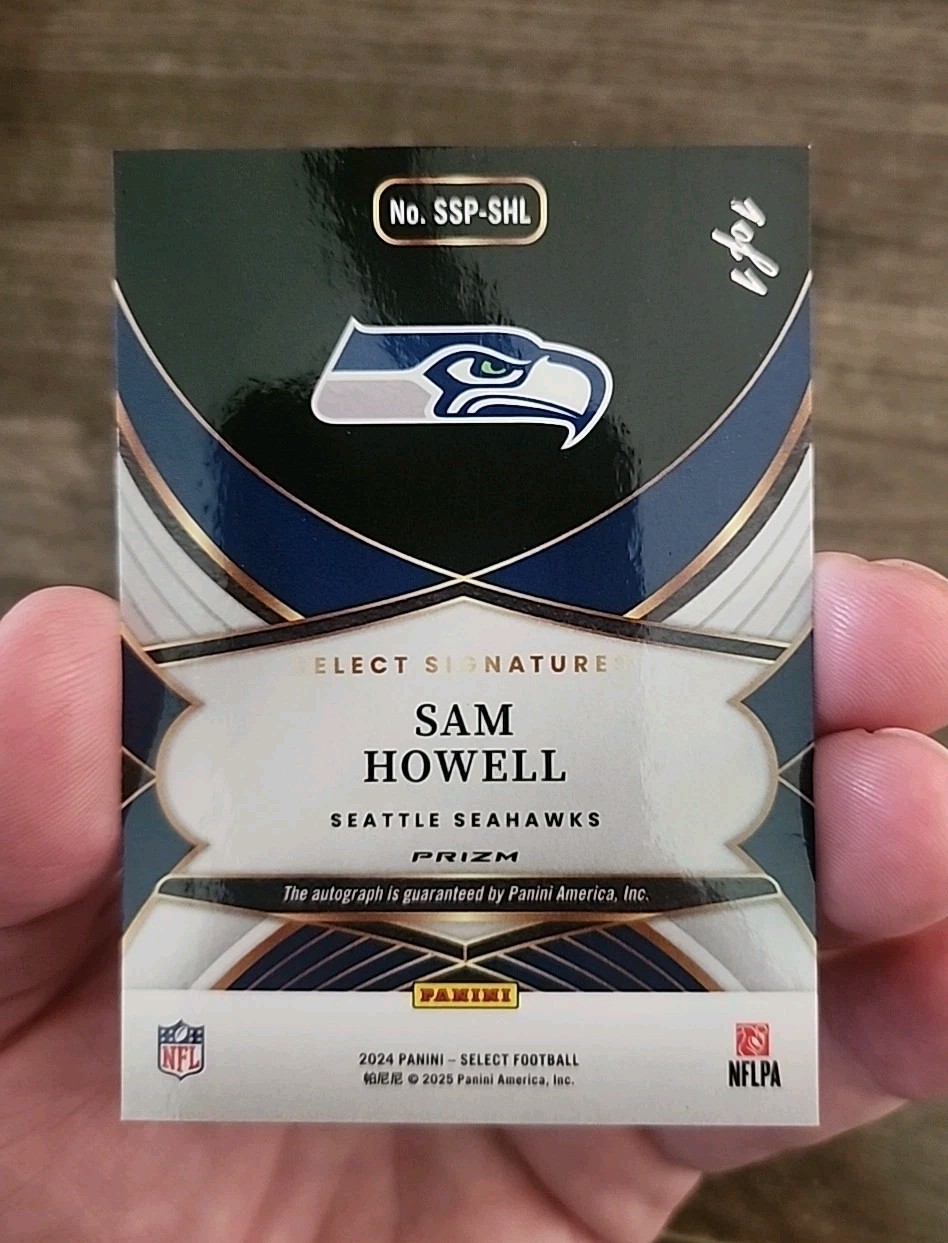 No. SSP-SHL
1of1
SELECT SIGNATURES
SAM
HOWELL
SEATTLE SEAHAWKS
PRIZM
The autograph is guaranteed by Panini America, Inc.
PANINI
NFL
2024 PANINI – SELECT FOOTBALL
帕尼尼 © 2025 Panini America, Inc.
NFLPA